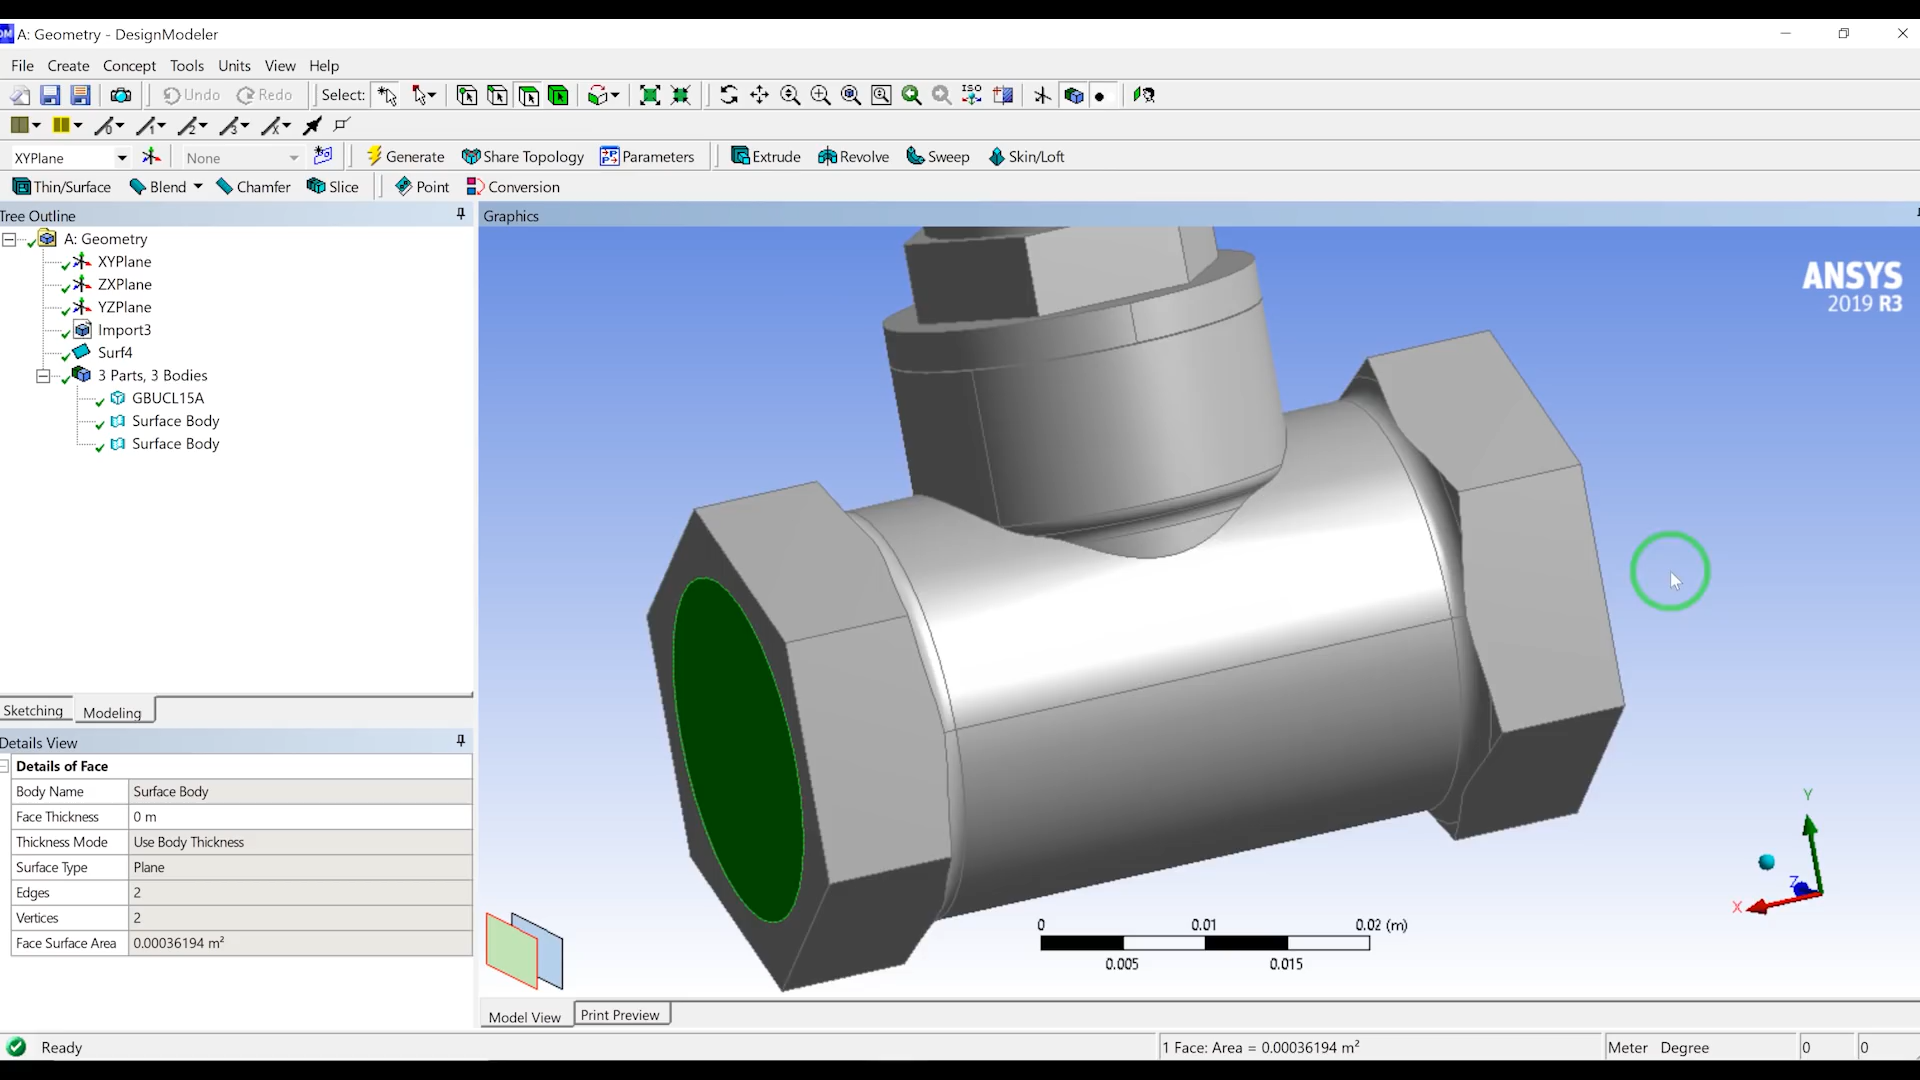 A: Geometry - DesignModeler
File Create Concept Tools Units View Help
Undo Redo Select: ISO
XYPlane None Generate Share Topology Parameters Extrude Revolve Sweep Skin/Loft
Thin/Surface Blend Chamfer Slice Point Conversion
Tree Outline
A: Geometry
XYPlane
ZXPlane
YZPlane
Import3
Surf4
3 Parts, 3 Bodies
GBUCL15A
Surface Body
Surface Body
Sketching Modeling
Details View
Details of Face
Body Name Surface Body
Face Thickness 0 m
Thickness Mode Use Body Thickness
Surface Type Plane
Edges 2
Vertices 2
Face Surface Area 0.00036194 m²
Graphics
ANSYS
2019 R3
Y
Z
X
0 0.01 0.02 (m)
0.005 0.015
Model View Print Preview
Ready 1 Face: Area = 0.00036194 m² Meter Degree 0 0